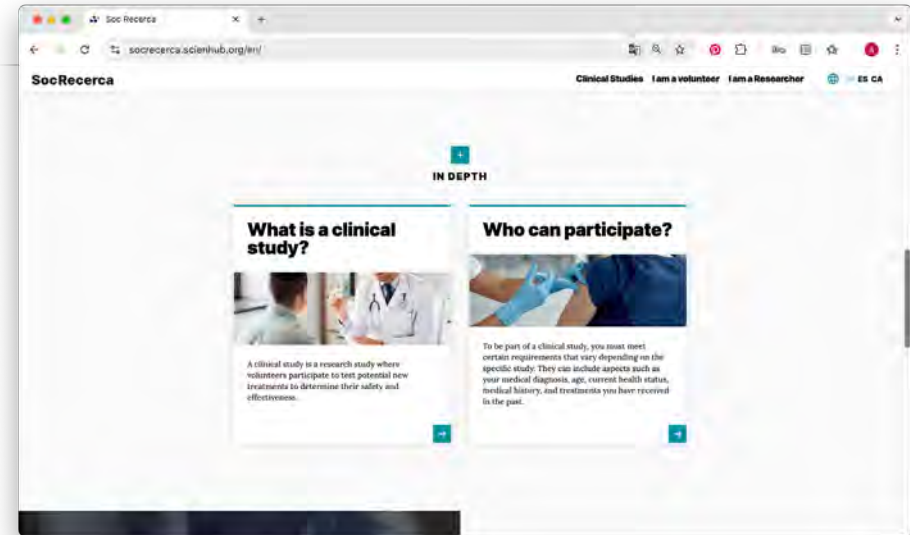 Soc Recerca
socrecerca.scienhub.org/en/
SocRecerca
Clinical Studies I am a volunteer I am a Researcher ES CA
IN DEPTH
What is a clinical
study?
A clinical study is a research study where
volunteers participate to test potential new
treatments to determine their safety and
effectiveness.
Who can participate?
To be part of a clinical study, you must meet
certain requirements that vary depending on the
specific study. They can include aspects such as
your medical diagnosis, age, current health status,
medical history, and treatments you have received
in the past.